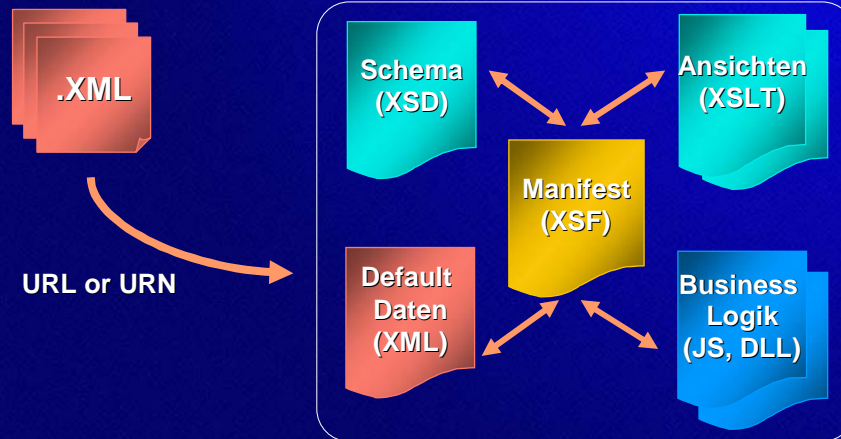 .XML
URL or URN
Schema
(XSD)
Ansichten
(XSLT)
Manifest
(XSF)
Default
Daten
(XML)
Business
Logik
(JS, DLL)